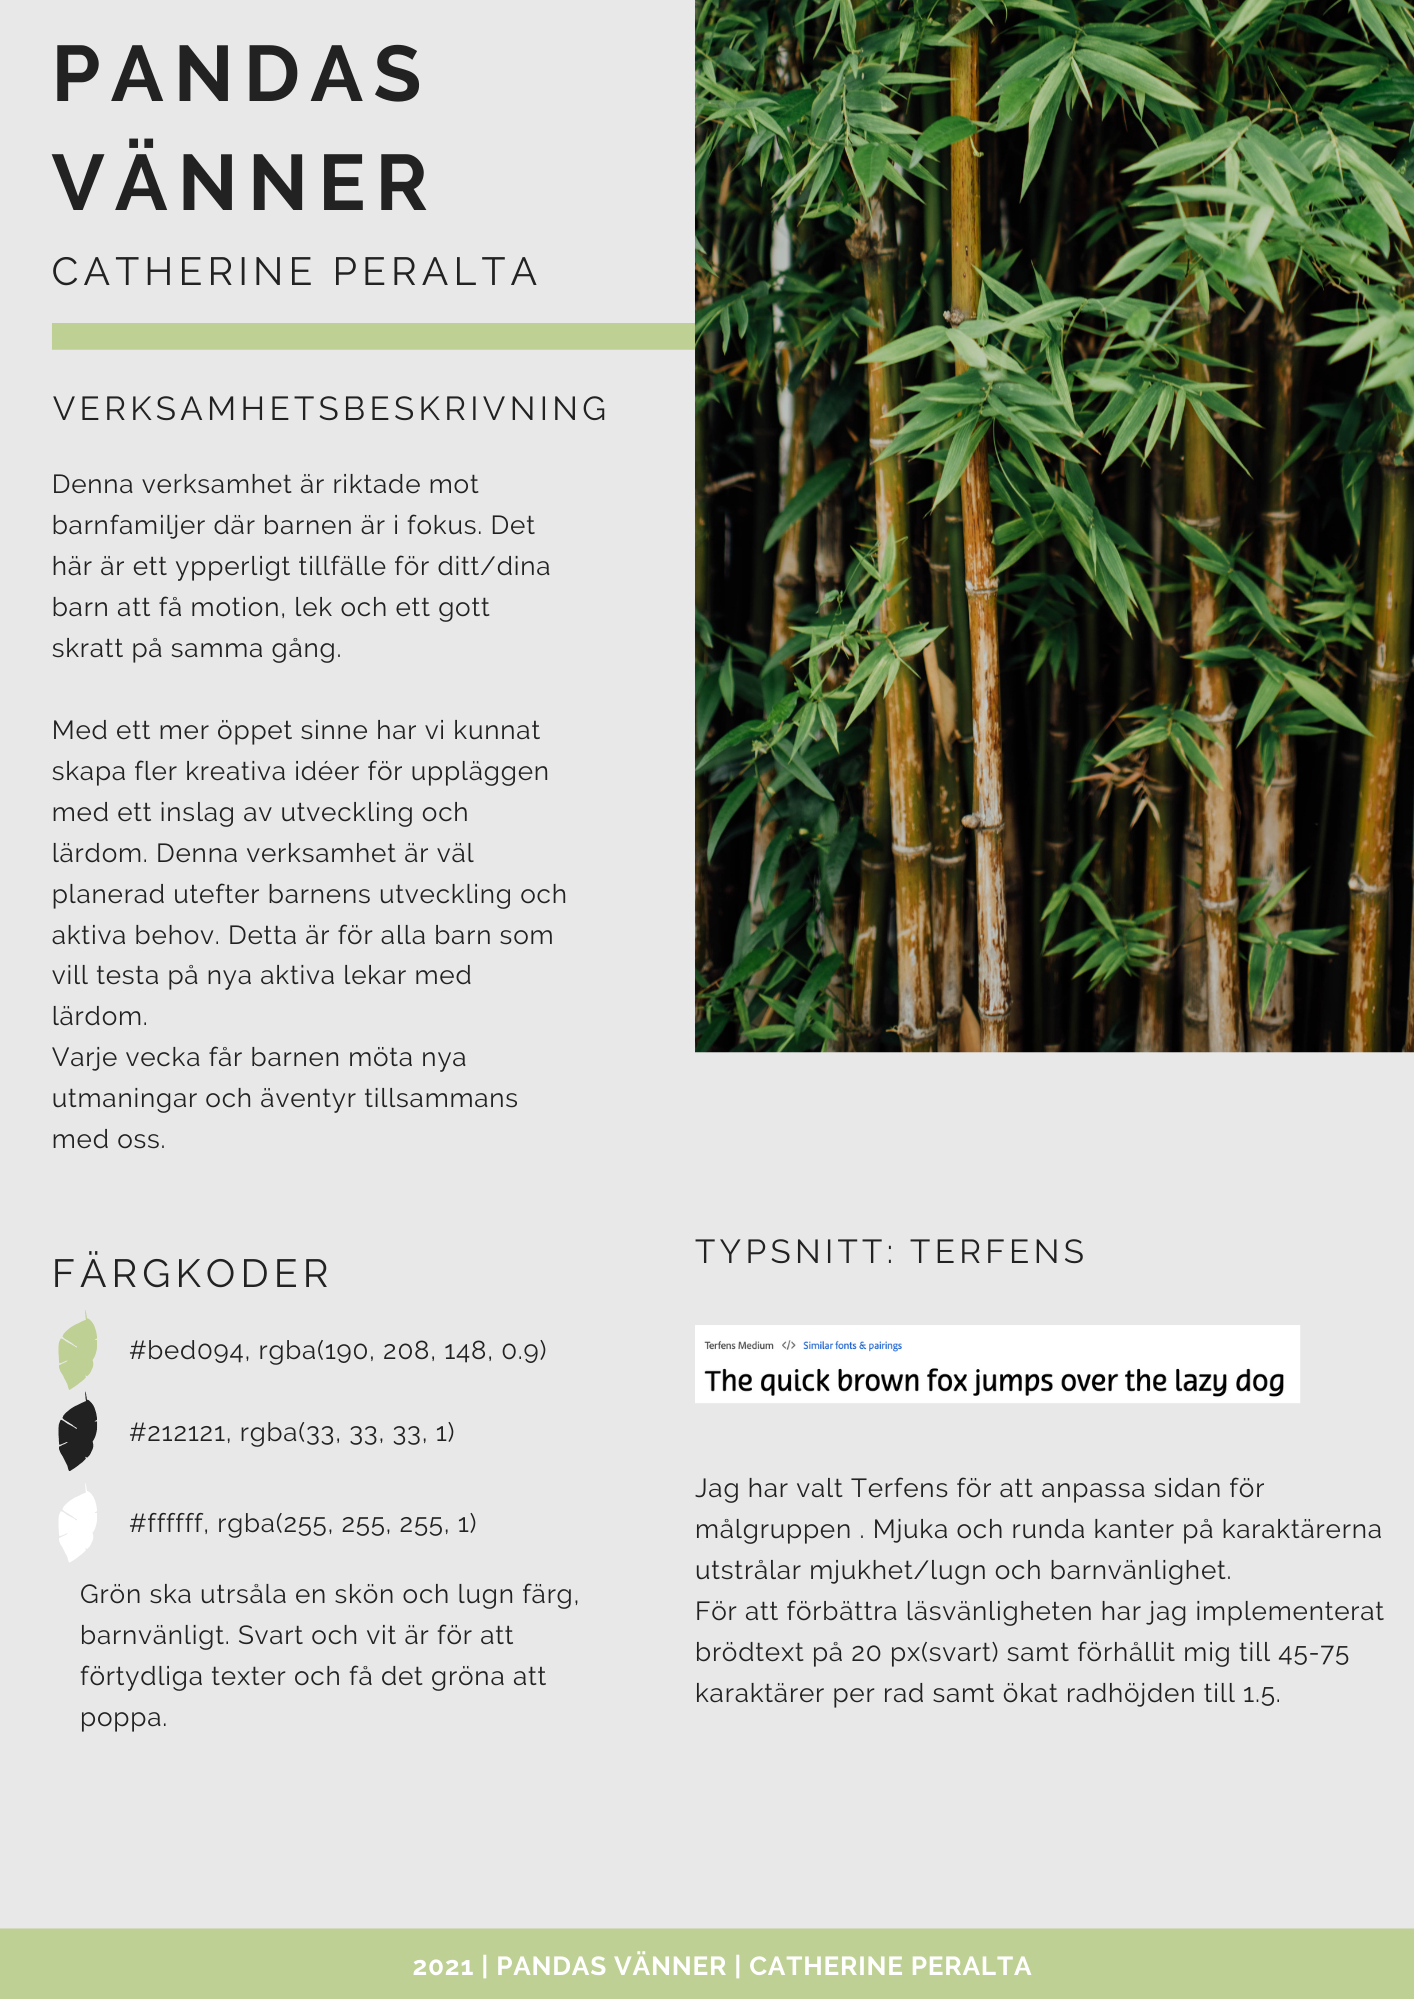 PANDAS
VÄNNER
CATHERINE PERALTA
VERKSAMHETSBESKRIVNING
Denna verksamhet är riktade mot
barnfamiljer där barnen är i fokus. Det
här är ett ypperligt tillfälle för ditt/dina
barn att få motion, lek och ett gott
skratt på samma gång.
Med ett mer öppet sinne har vi kunnat
skapa fler kreativa idéer för uppläggen
med ett inslag av utveckling och
lärdom. Denna verksamhet är väl
planerad utefter barnens utveckling och
aktiva behov. Detta är för alla barn som
vill testa på nya aktiva lekar med
lärdom.
Varje vecka får barnen möta nya
utmaningar och äventyr tillsammans
med oss.
FÄRGKODER
#bed094, rgba(190, 208, 148, 0.9)
#212121, rgba(33, 33, 33, 1)
#ffffff, rgba(255, 255, 255, 1)
Grön ska utrsåla en skön och lugn färg,
barnvänligt. Svart och vit är för att
förtydliga texter och få det gröna att
poppa.
TYPSNITT: TERFENS
Terfens Medium </> Similar fonts & pairings
The quick brown fox jumps over the lazy dog
Jag har valt Terfens för att anpassa sidan för
målgruppen . Mjuka och runda kanter på karaktärerna
utstrålar mjukhet/lugn och barnvänlighet.
För att förbättra läsvänligheten har jag implementerat
brödtext på 20 px(svart) samt förhållit mig till 45-75
karaktärer per rad samt ökat radhöjden till 1.5.
2021 | PANDAS VÄNNER | CATHERINE PERALTA